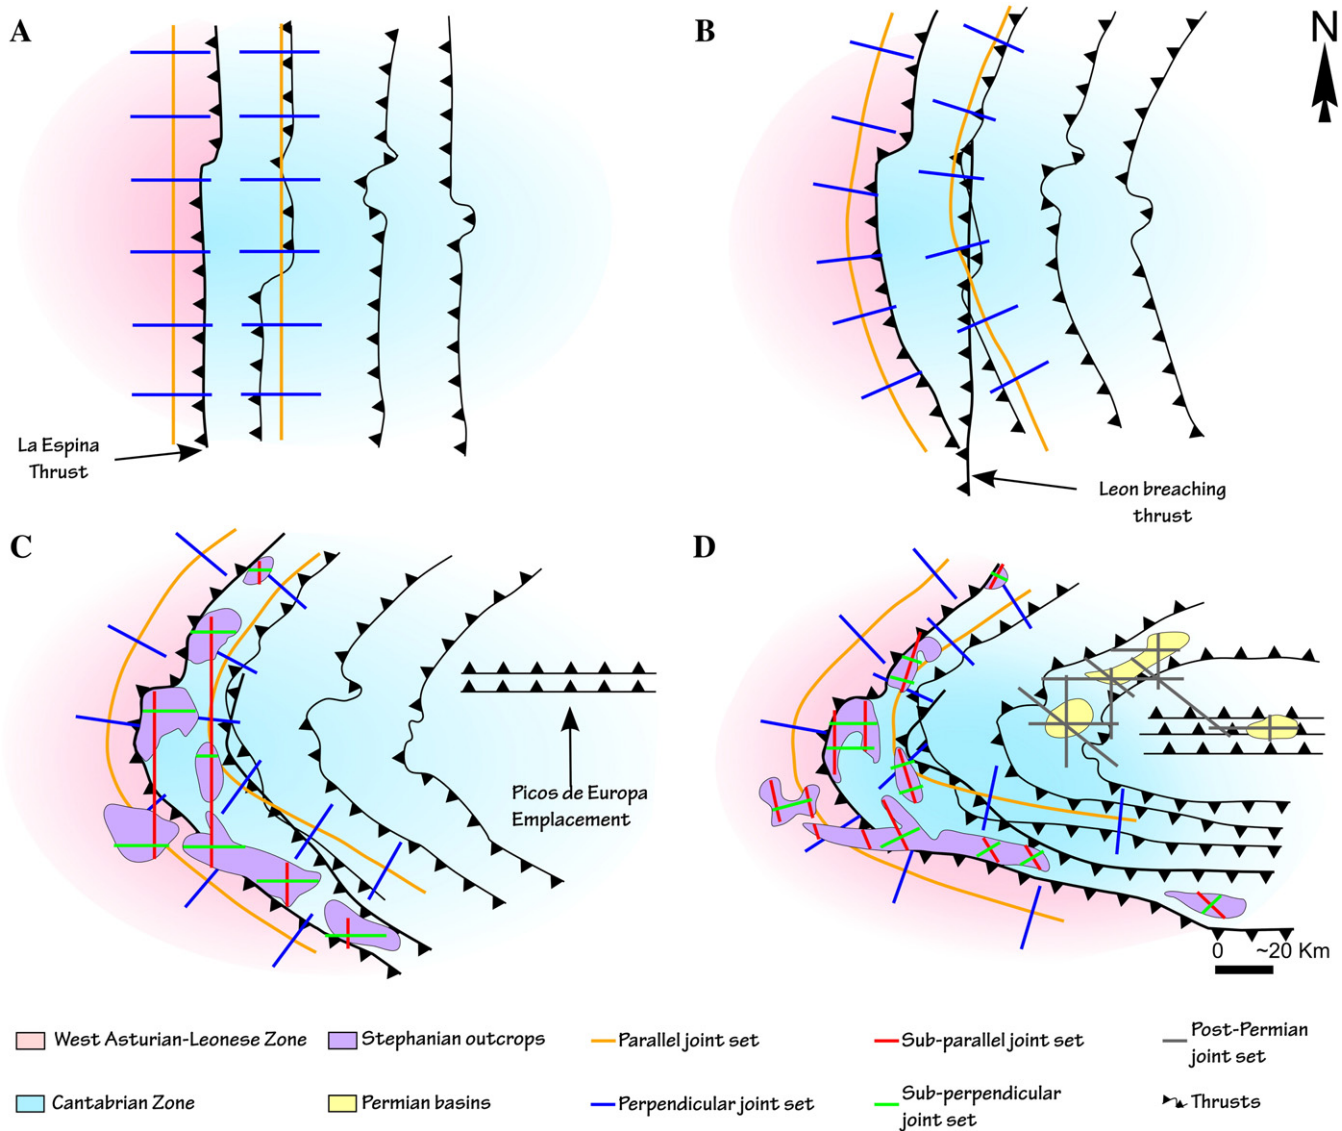 A
B
N
La Espina
Thrust
Leon breaching
thrust
C
D
Picos de Europa
Emplacement
0 ~20 Km
West Asturian-Leonese Zone
Stephanian outcrops
Parallel joint set
Sub-parallel joint set
Post-Permian
joint set
Cantabrian Zone
Permian basins
Perpendicular joint set
Sub-perpendicular
joint set
Thrusts